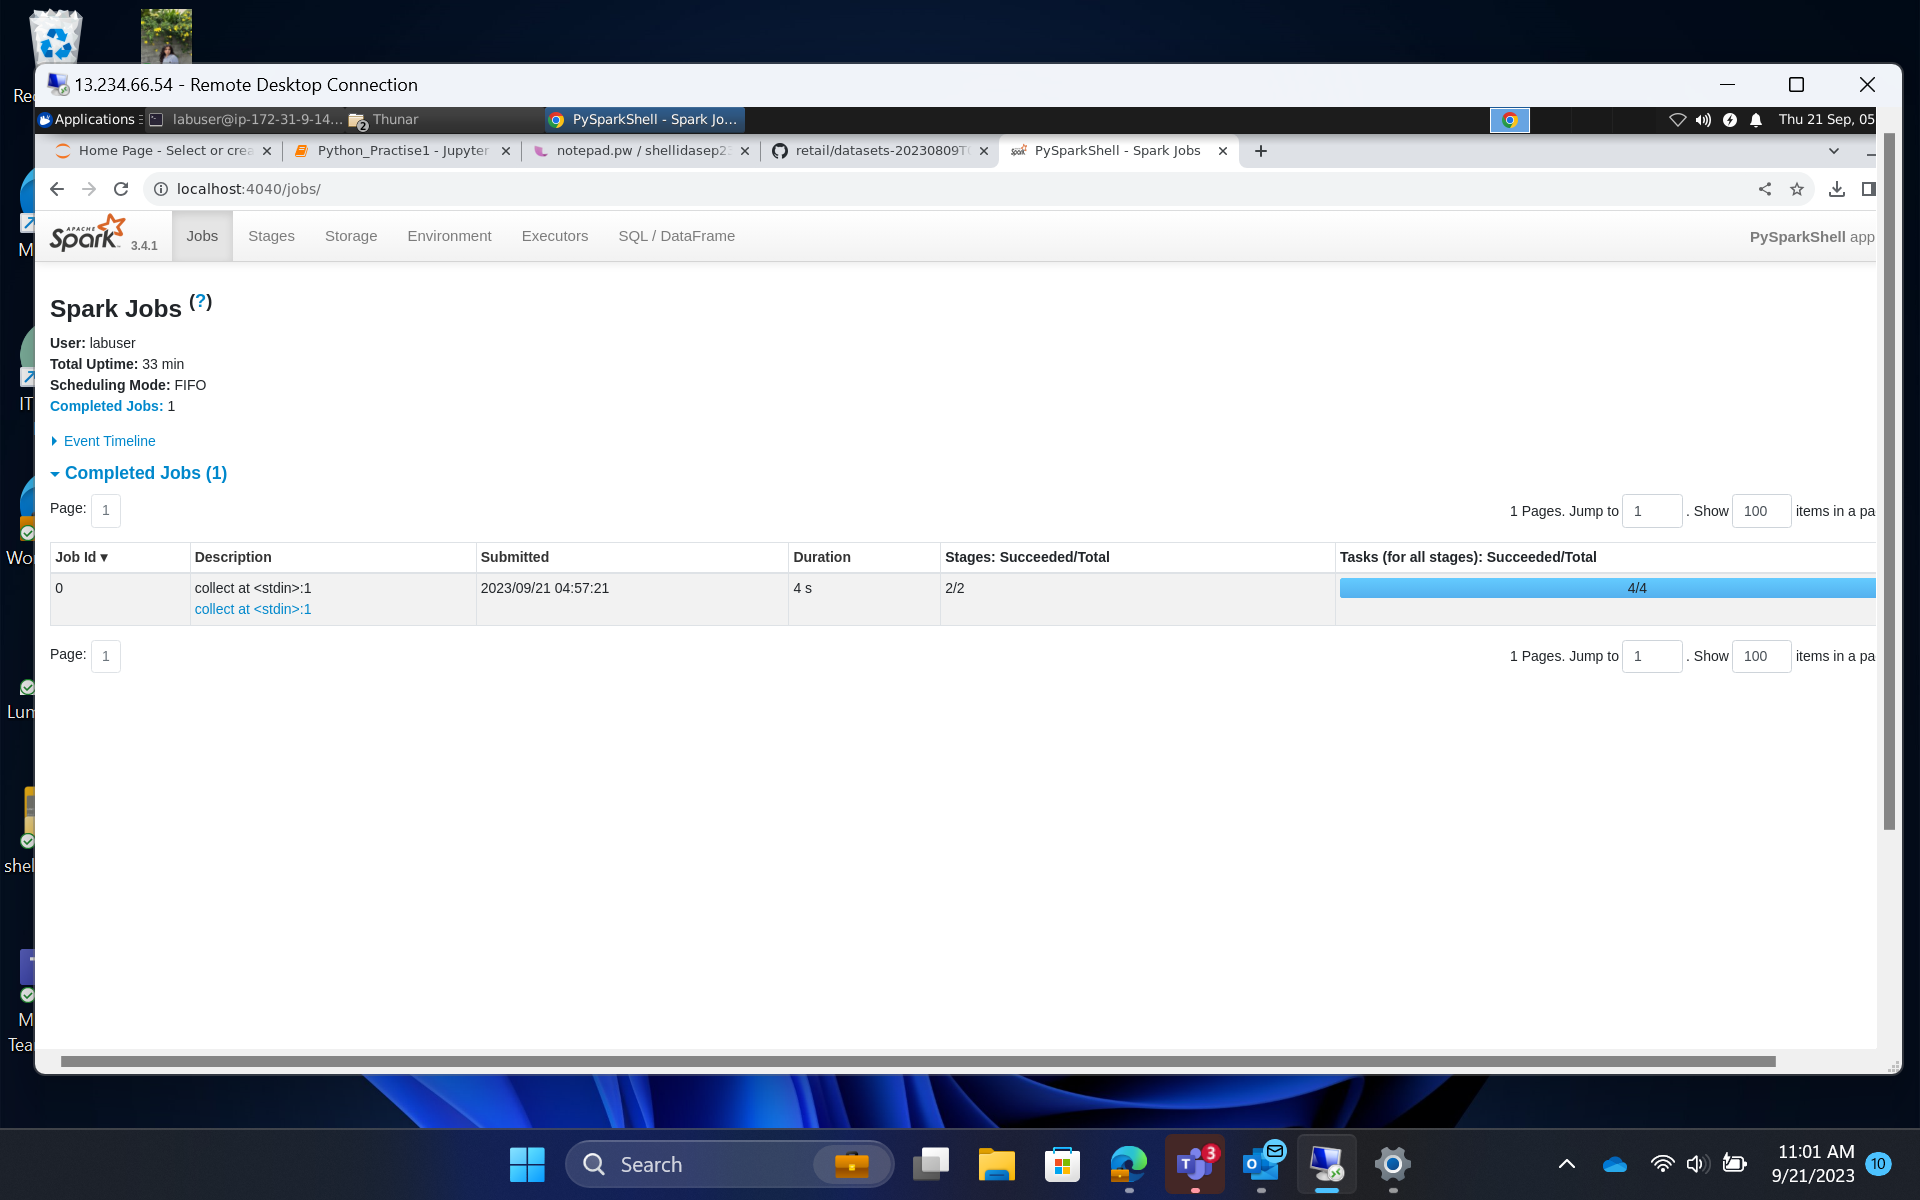 13.234.66.54 - Remote Desktop Connection
Applications
labuser@ip-172-31-9-14...
2
Thunar
PySparkShell - Spark Jo...
Thu 21 Sep, 05
Home Page - Select or crea
Python_Practise1 - Jupyter
notepad.pw / shellidasep23
retail/datasets-20230809T0
PySparkShell - Spark Jobs
localhost:4040/jobs/
APACHE
Spark 3.4.1
Jobs
Stages
Storage
Environment
Executors
SQL / DataFrame
PySparkShell app
Spark Jobs (?)
User: labuser
Total Uptime: 33 min
Scheduling Mode: FIFO
Completed Jobs: 1
Event Timeline
Completed Jobs (1)
Page: 1
1 Pages. Jump to 1 . Show 100 items in a pa
Job Id ▾ Description Submitted Duration Stages: Succeeded/Total Tasks (for all stages): Succeeded/Total
0 collect at <stdin>:1 2023/09/21 04:57:21 4 s 2/2 4/4
collect at <stdin>:1
Page: 1
1 Pages. Jump to 1 . Show 100 items in a pa
Rec
M
IT
Wo
Lum
shel
M
Tea
Search
3
11:01 AM
9/21/2023
10